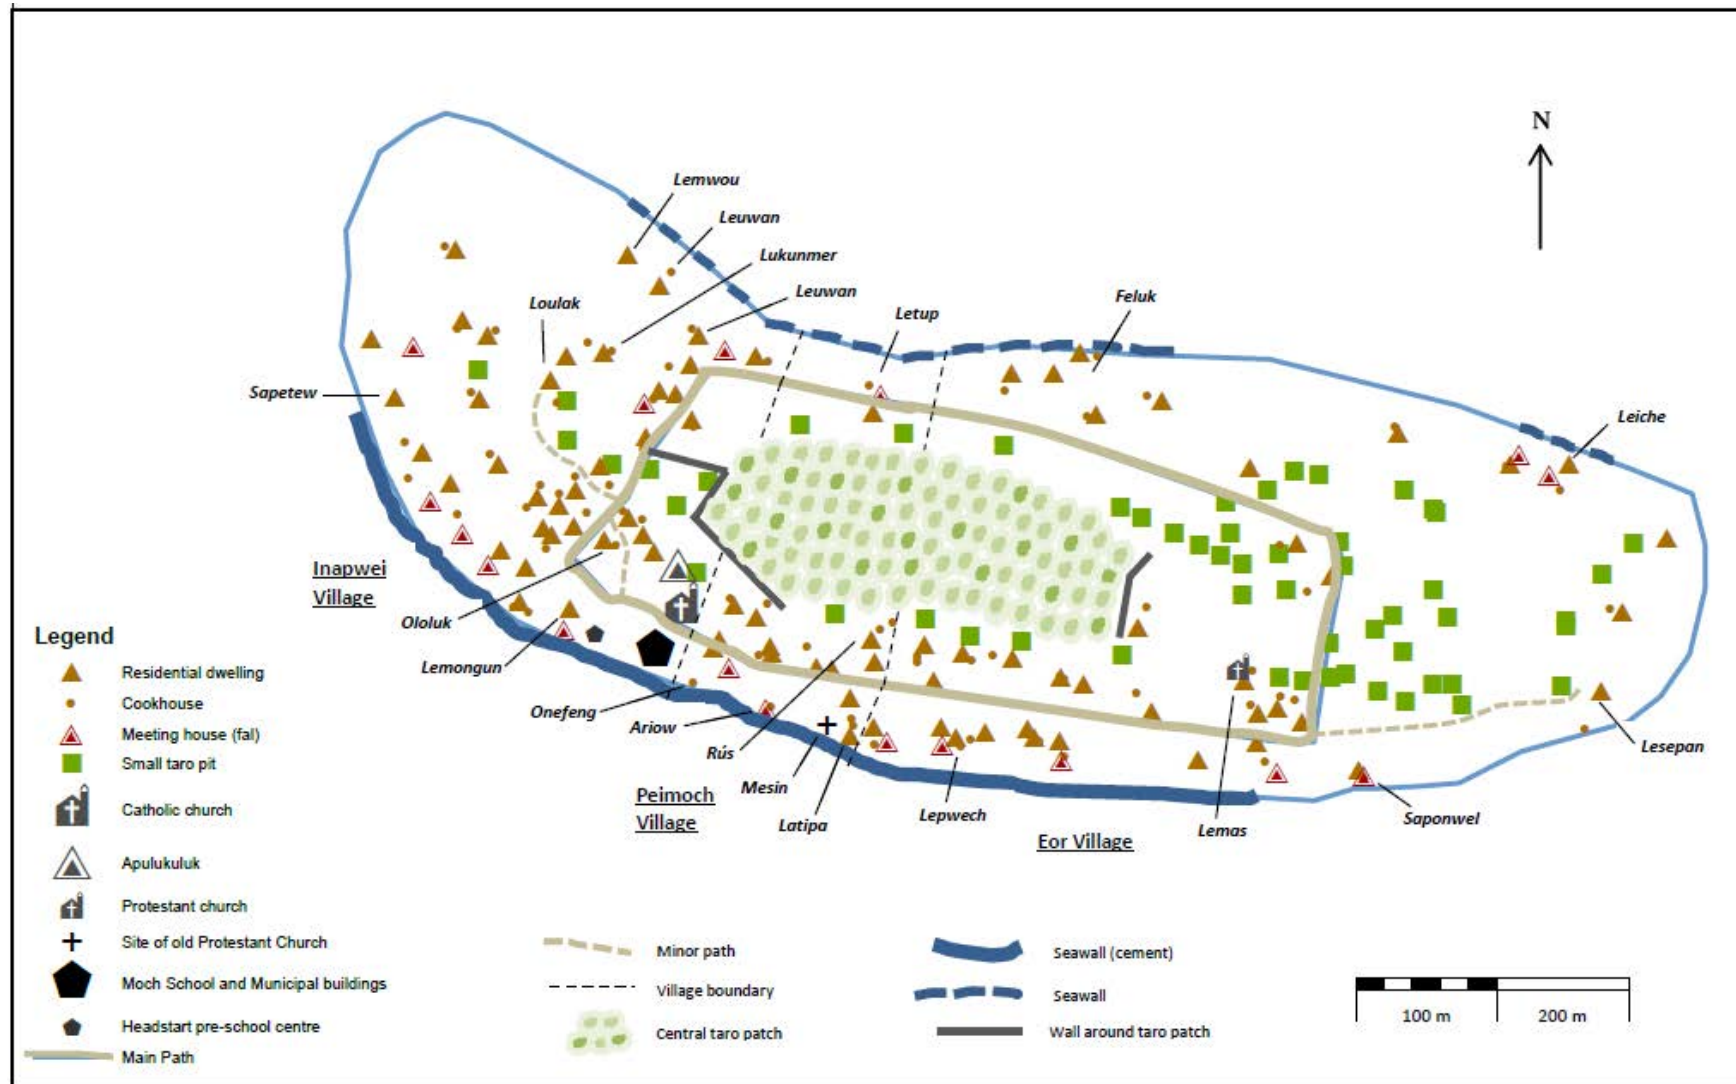 N
Lemwou
Leuwan
Lukunmer
Leuwan
Loulak
Letup
Feluk
Sapetew
Leiche
Inapwei
Village
Ololuk
Lemongun
Onefeng
Ariow
Rús
Mesin
Latipa
Peimoch
Village
Lepwech
Eor Village
Lemas
Saponwel
Lesepan
Legend
Residential dwelling
Cookhouse
Meeting house (fal)
Small taro pit
Catholic church
Apulukuluk
Protestant church
Site of old Protestant Church
Moch School and Municipal buildings
Headstart pre-school centre
Main Path
Minor path
Village boundary
Central taro patch
Seawall (cement)
Seawall
Wall around taro patch
100 m 200 m